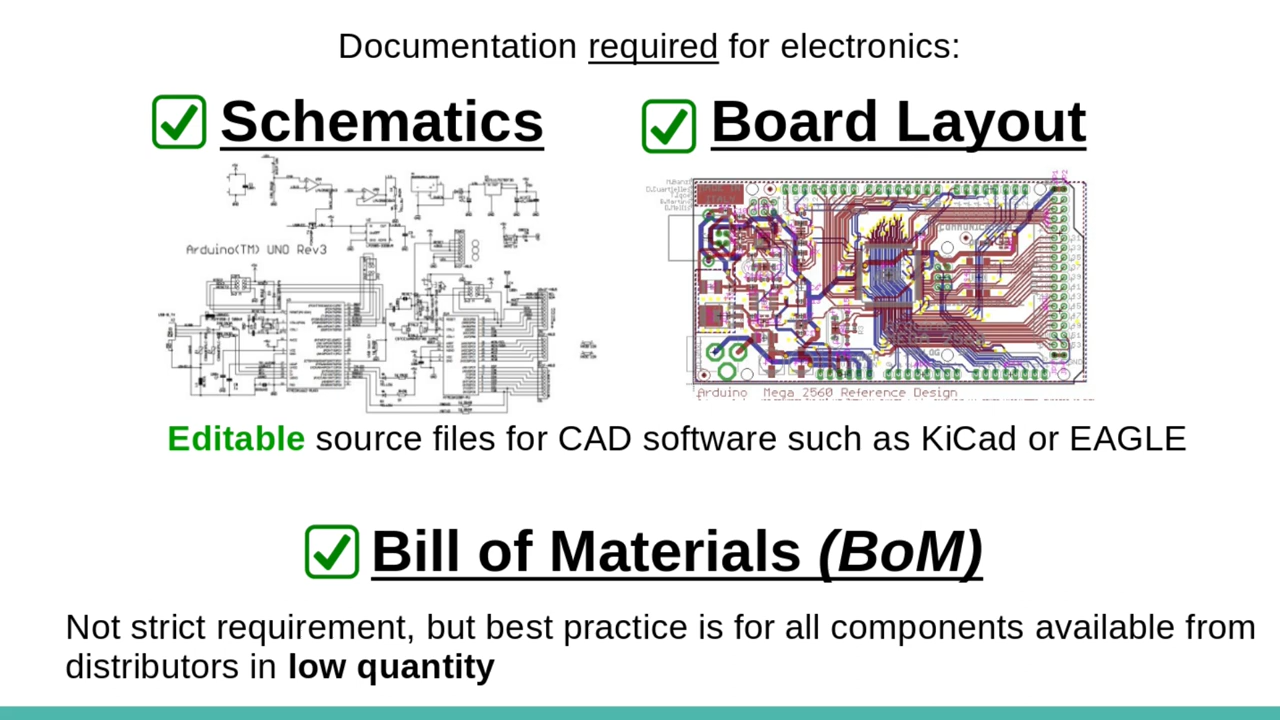 Documentation required for electronics:
Schematics
Board Layout
Arduino(TM) UNO Rev3
Arduino Mega 2560 Reference Design
Editable source files for CAD software such as KiCad or EAGLE
Bill of Materials (BoM)
Not strict requirement, but best practice is for all components available from
distributors in low quantity